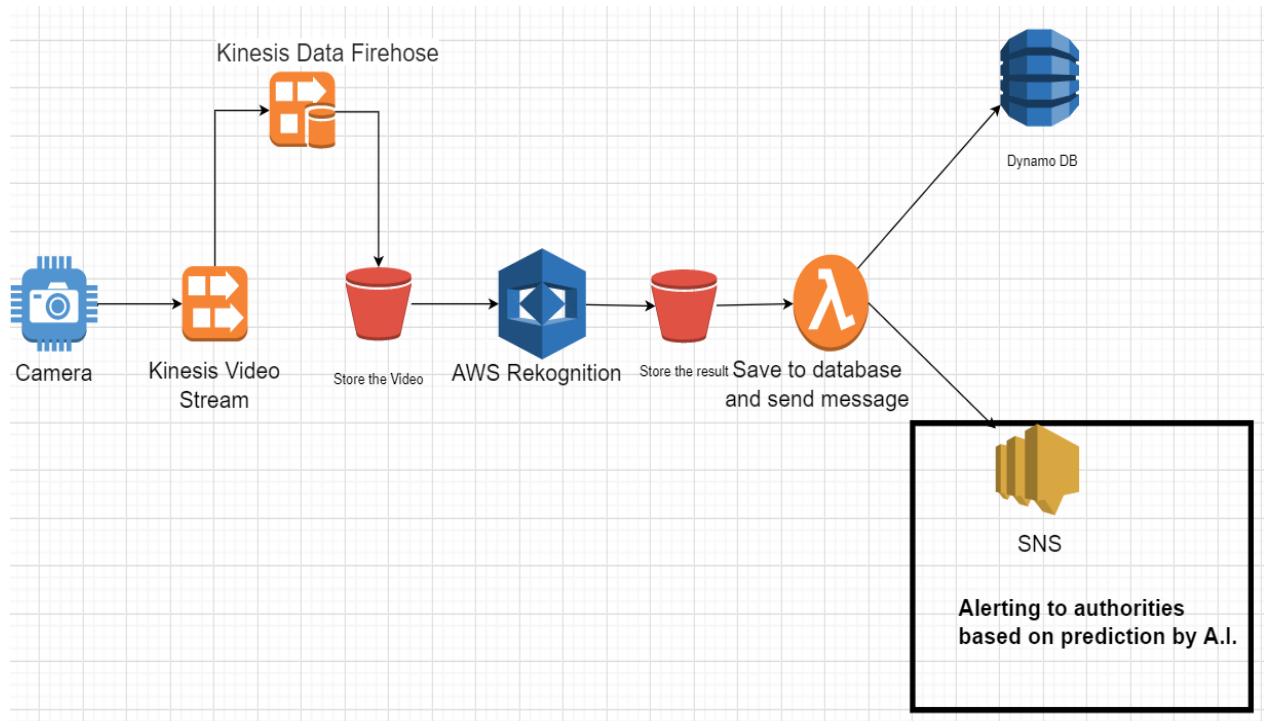 Kinesis Data Firehose
Dynamo DB
Camera
Kinesis Video
Stream
Store the Video
AWS Rekognition
Store the result
Save to database
and send message
SNS
Alerting to authorities
based on prediction by A.I.